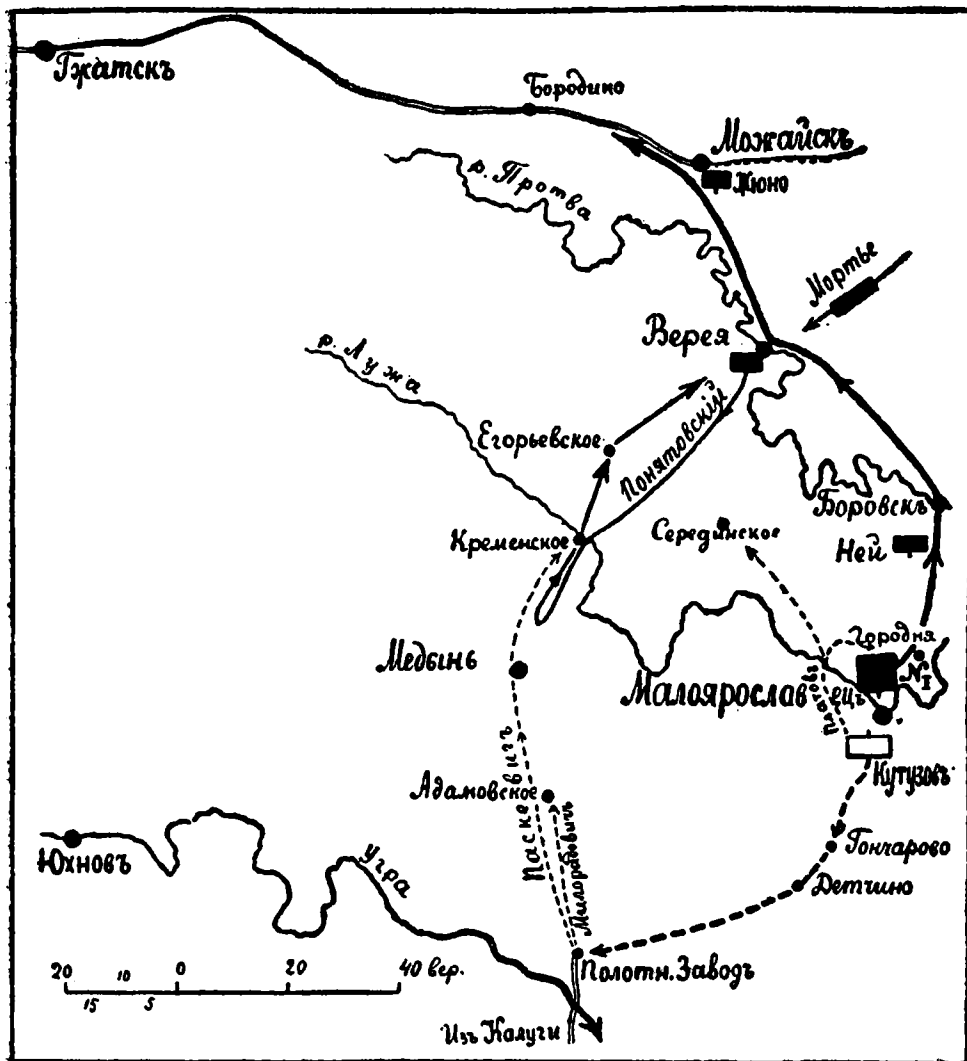 Гжатскъ
Бородино
Можайскъ
Жюно
р. Протва
Мортье
Верея
р. Лужа
Егорьевское
Понятовскій
Боровскъ
Кременское
Серединское
Ней
Городня
Медынь
Малоярославецъ
N I
Платовъ
Кутузовъ
Паскевичъ
Адамовское
Милорадовичъ
Гончарово
Юхновъ
Угра
Детчино
Полотн. Заводъ
20 10 0 20 40 вер.
15 5
Изъ Калуги